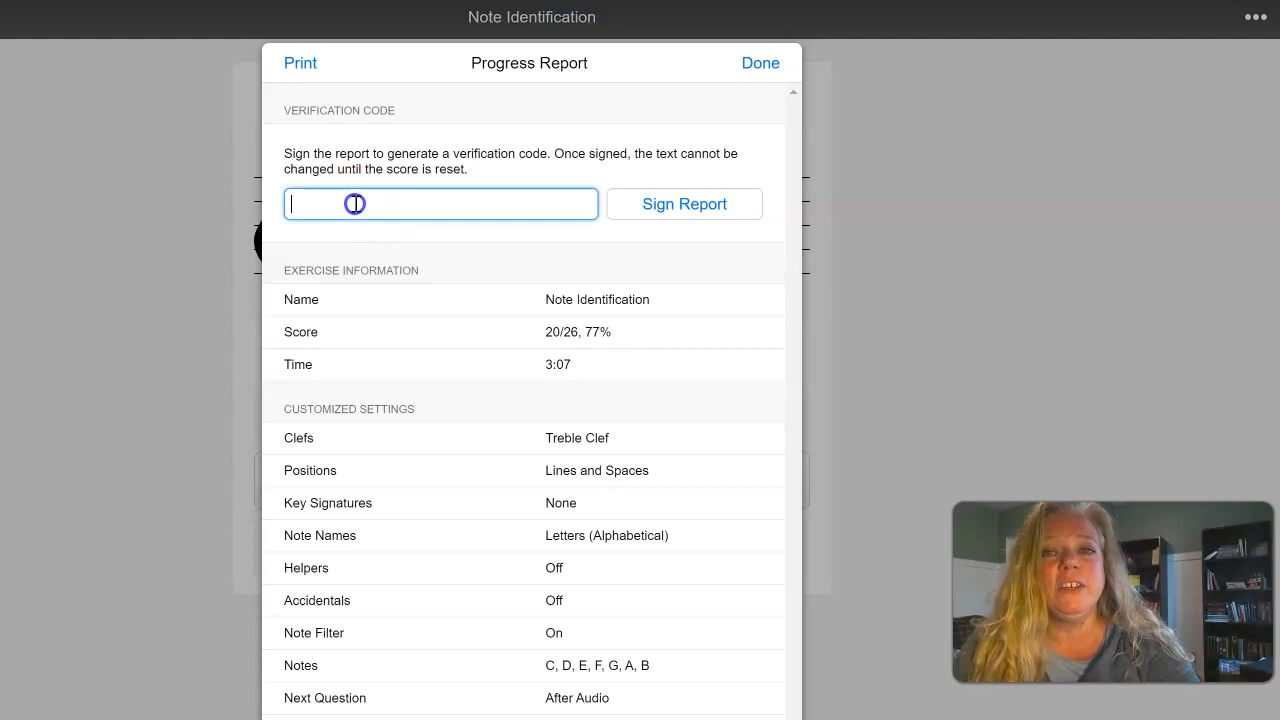 Note Identification
Print
Progress Report
Done
VERIFICATION CODE
Sign the report to generate a verification code. Once signed, the text cannot be
changed until the score is reset.
Sign Report
EXERCISE INFORMATION
Name Note Identification
Score 20/26, 77%
Time 3:07
CUSTOMIZED SETTINGS
Clefs Treble Clef
Positions Lines and Spaces
Key Signatures None
Note Names Letters (Alphabetical)
Helpers Off
Accidentals Off
Note Filter On
Notes C, D, E, F, G, A, B
Next Question After Audio